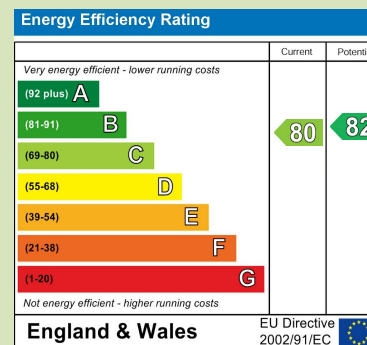 Energy Efficiency Rating
Current Potenti
Very energy efficient - lower running costs
(92 plus) A
(81-91) B
(69-80) C
(55-68) D
(39-54) E
(21-38) F
(1-20) G
80
82
Not energy efficient - higher running costs
England & Wales
EU Directive
2002/91/EC